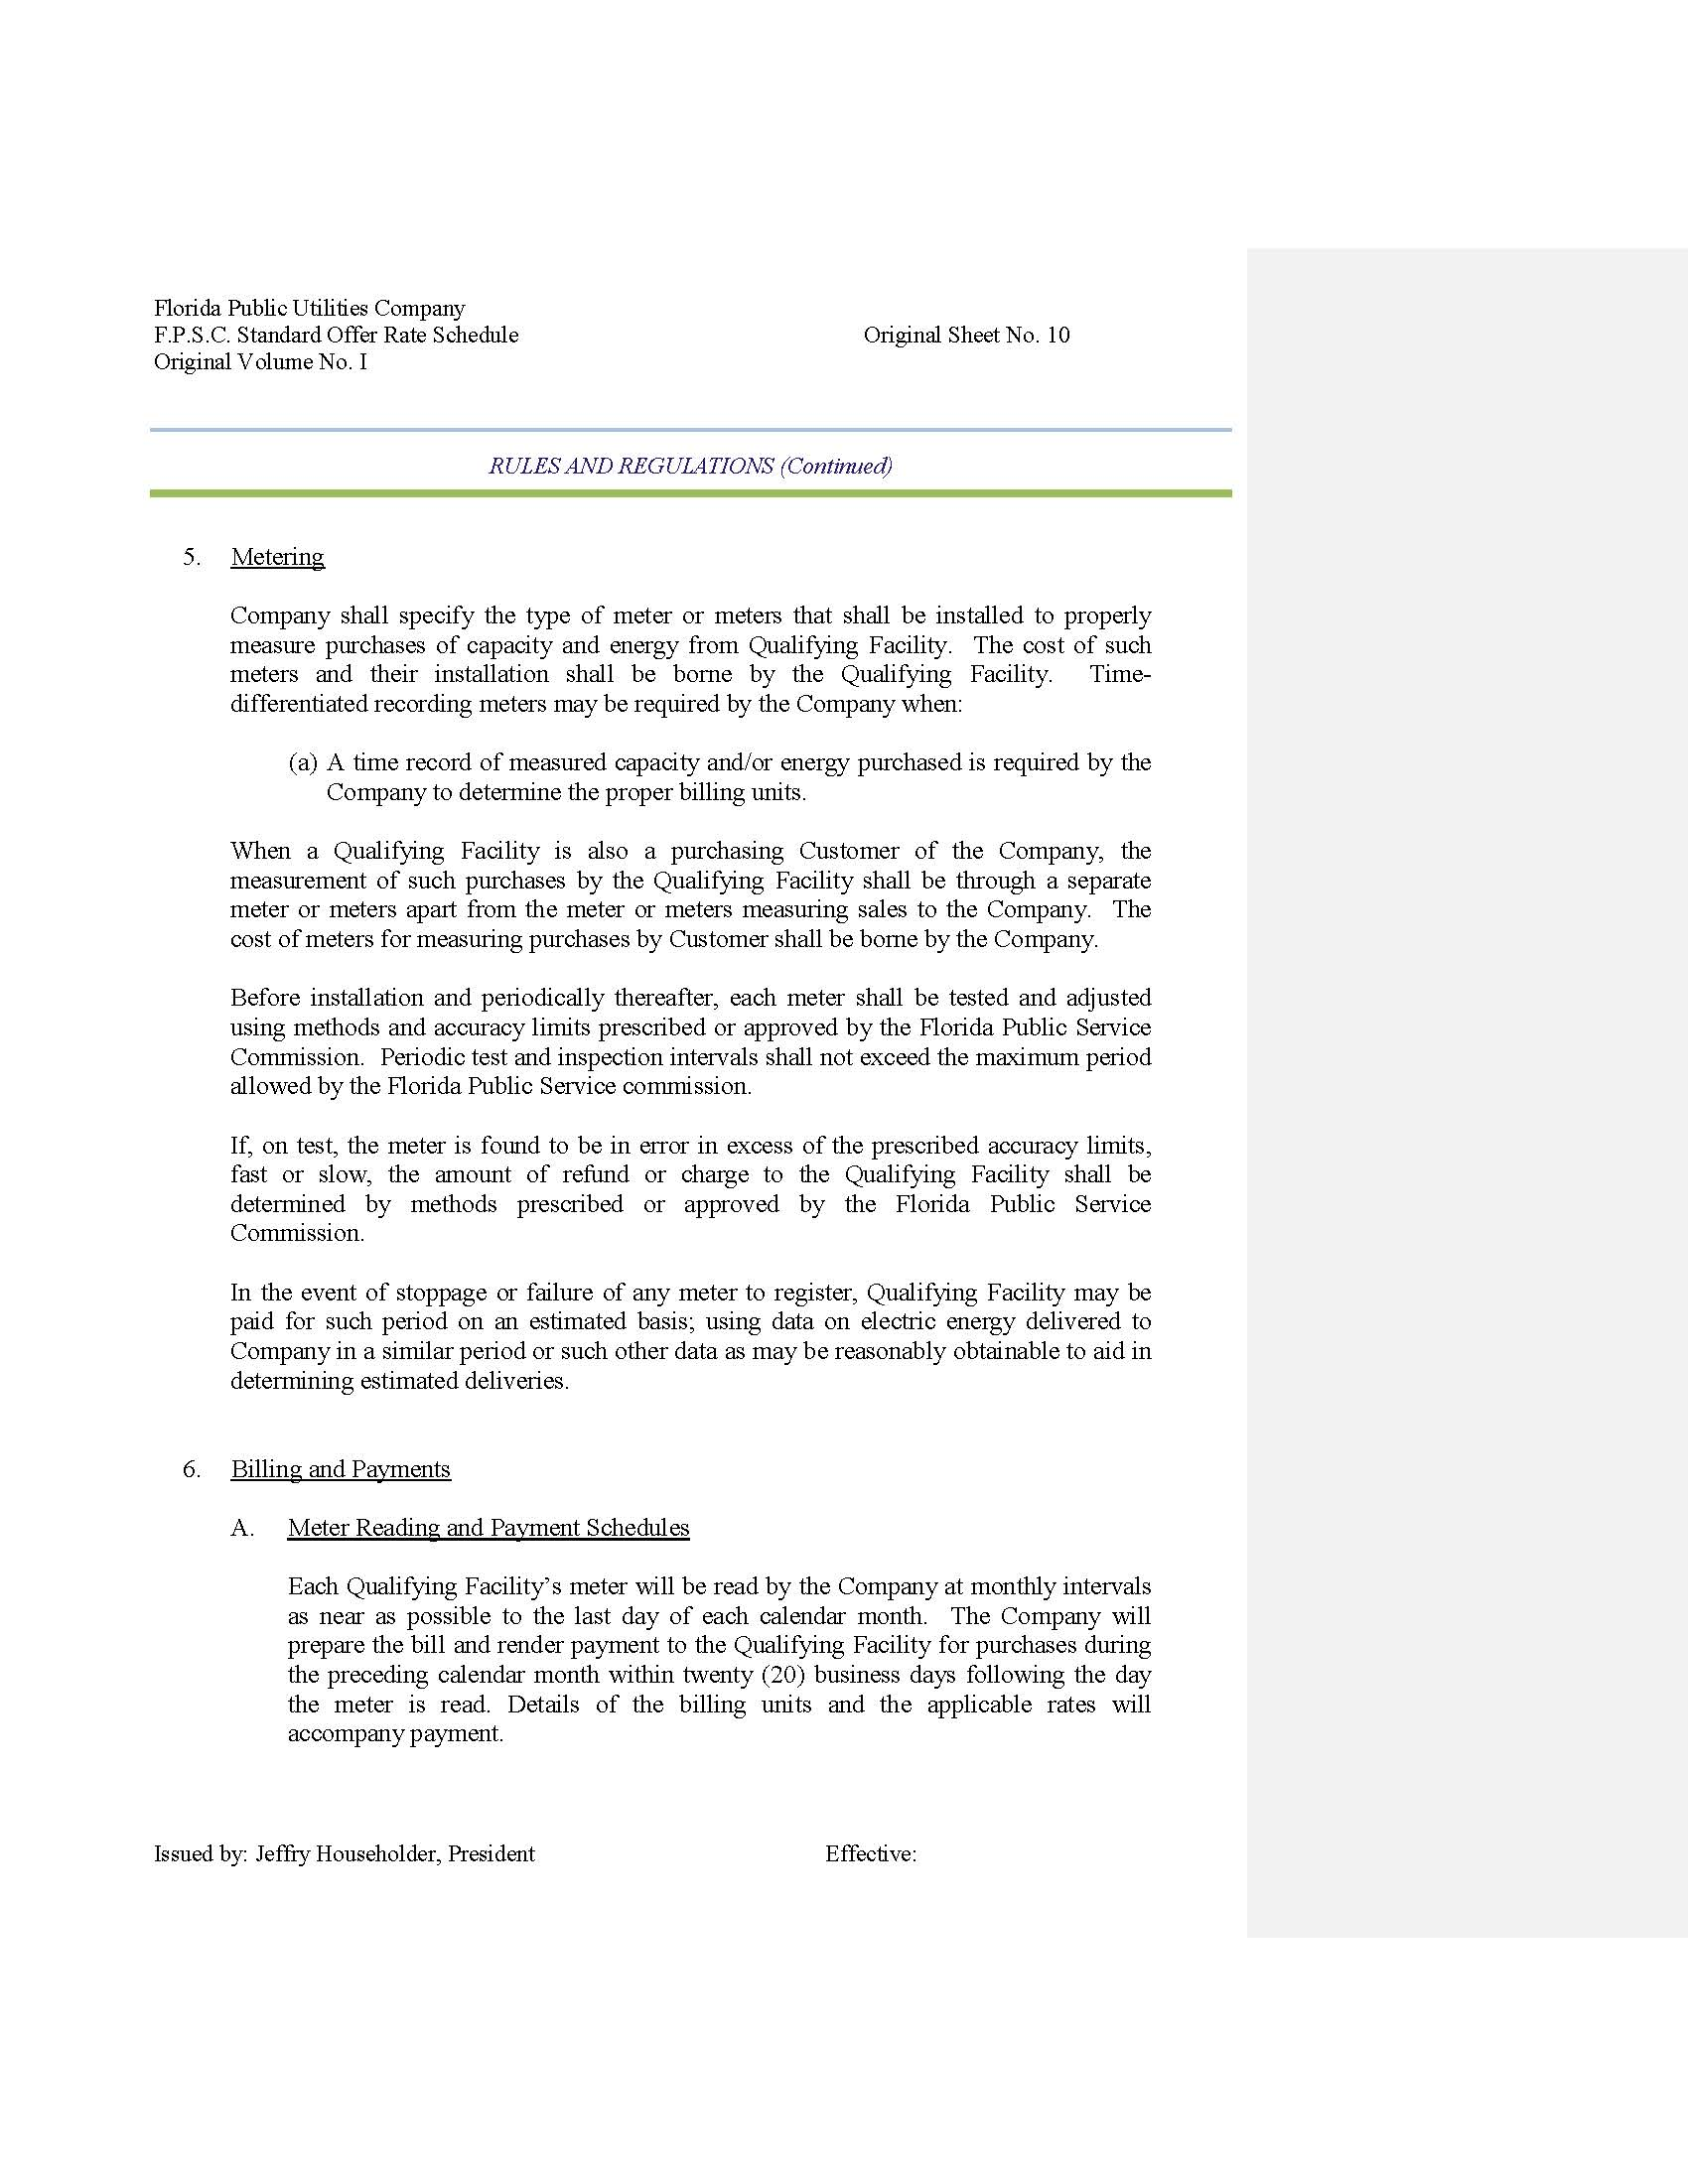 Florida Public Utilities Company
F.P.S.C. Standard Offer Rate Schedule Original Sheet No. 10
Original Volume No. I
RULES AND REGULATIONS (Continued)
5. Metering
Company shall specify the type of meter or meters that shall be installed to properly
measure purchases of capacity and energy from Qualifying Facility. The cost of such
meters and their installation shall be borne by the Qualifying Facility. Time-
differentiated recording meters may be required by the Company when:
(a) A time record of measured capacity and/or energy purchased is required by the
Company to determine the proper billing units.
When a Qualifying Facility is also a purchasing Customer of the Company, the
measurement of such purchases by the Qualifying Facility shall be through a separate
meter or meters apart from the meter or meters measuring sales to the Company. The
cost of meters for measuring purchases by Customer shall be borne by the Company.
Before installation and periodically thereafter, each meter shall be tested and adjusted
using methods and accuracy limits prescribed or approved by the Florida Public Service
Commission. Periodic test and inspection intervals shall not exceed the maximum period
allowed by the Florida Public Service commission.
If, on test, the meter is found to be in error in excess of the prescribed accuracy limits,
fast or slow, the amount of refund or charge to the Qualifying Facility shall be
determined by methods prescribed or approved by the Florida Public Service
Commission.
In the event of stoppage or failure of any meter to register, Qualifying Facility may be
paid for such period on an estimated basis; using data on electric energy delivered to
Company in a similar period or such other data as may be reasonably obtainable to aid in
determining estimated deliveries.
6. Billing and Payments
A. Meter Reading and Payment Schedules
Each Qualifying Facility’s meter will be read by the Company at monthly intervals
as near as possible to the last day of each calendar month. The Company will
prepare the bill and render payment to the Qualifying Facility for purchases during
the preceding calendar month within twenty (20) business days following the day
the meter is read. Details of the billing units and the applicable rates will
accompany payment.
Issued by: Jeffry Householder, President Effective: